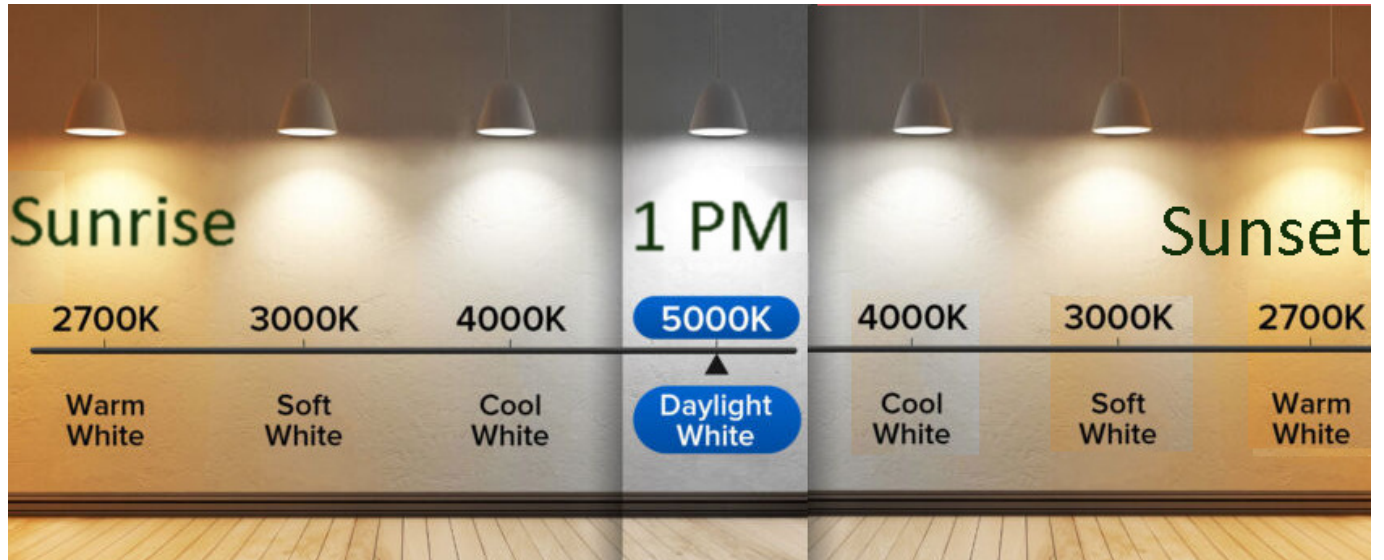 Sunrise
1 PM
Sunset
2700K
3000K
4000K
5000K
4000K
3000K
2700K
Warm
White
Soft
White
Cool
White
Daylight
White
Cool
White
Soft
White
Warm
White